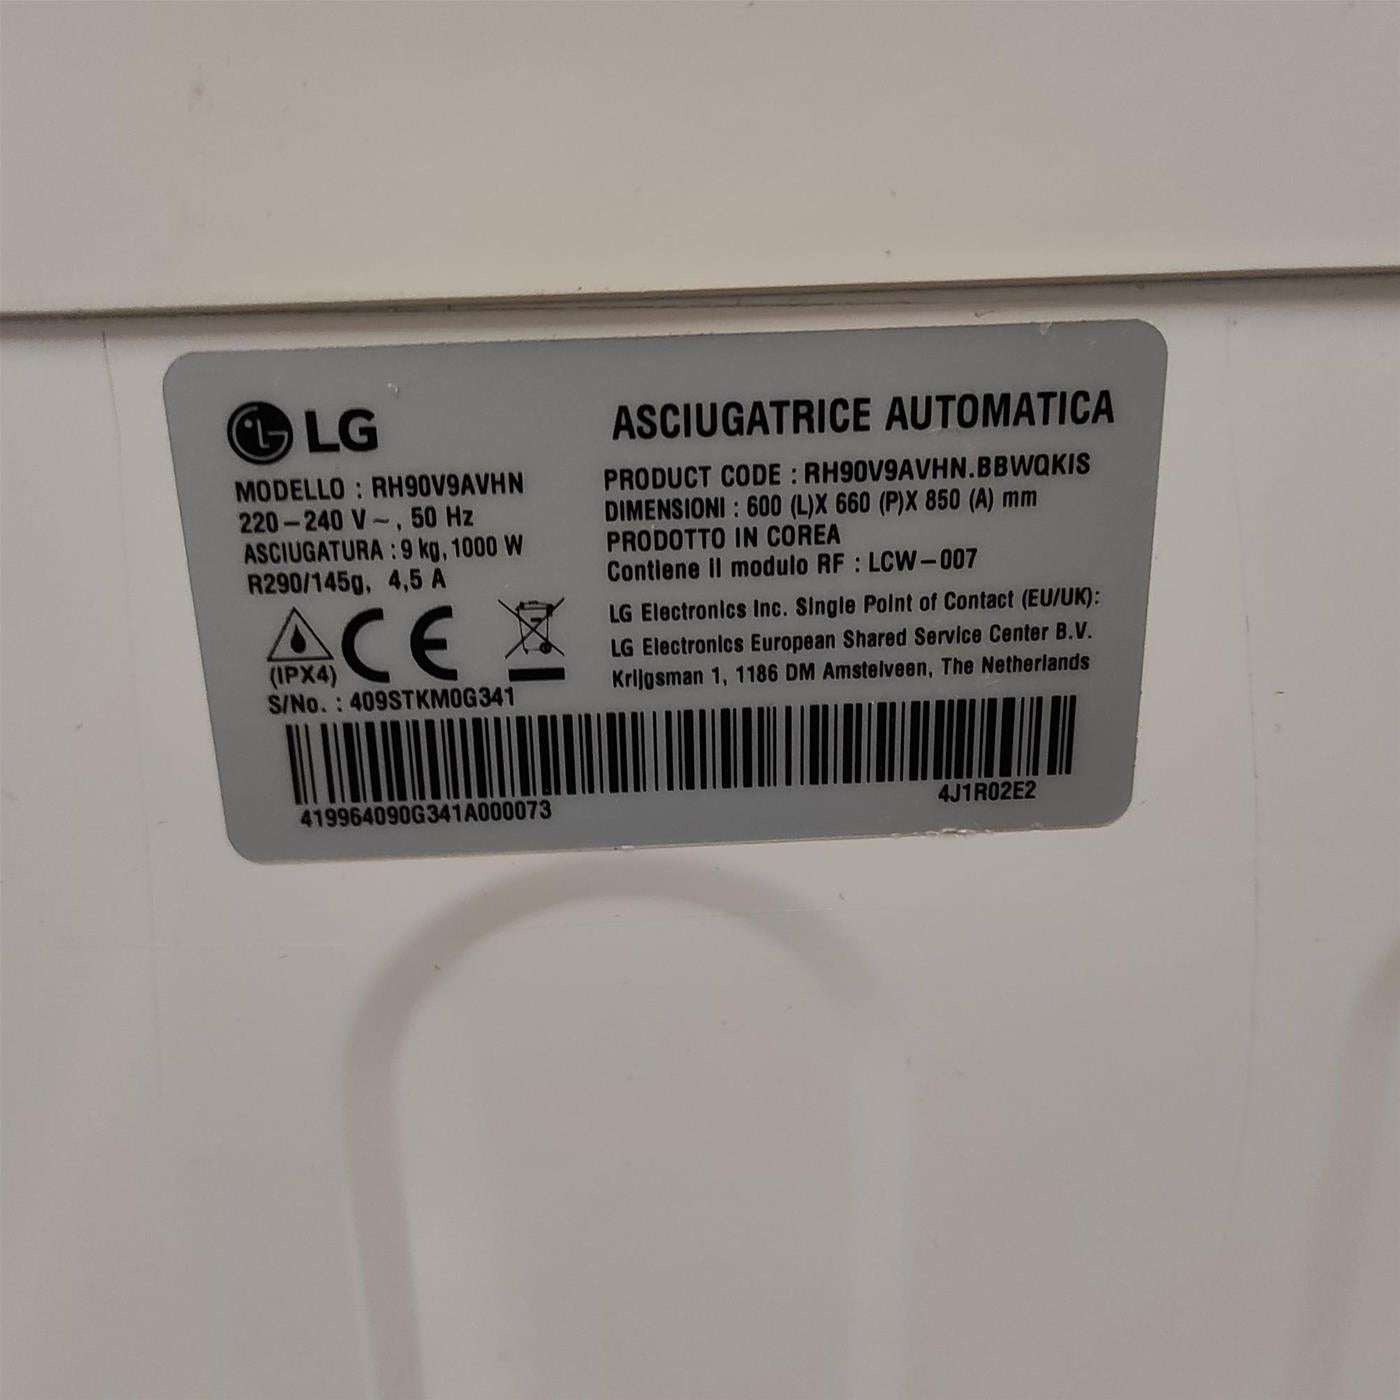 LG
ASCIUGATRICE AUTOMATICA
MODELLO : RH90V9AVHN
220-240 V~, 50 Hz
ASCIUGATURA : 9 kg, 1000 W
R290/145g, 4,5 A
(IPX4)
CE
S/No. : 409STKM0G341
PRODUCT CODE : RH90V9AVHN.BBWQKIS
DIMENSIONI : 600 (L)X 660 (P)X 850 (A) mm
PRODOTTO IN COREA
Contiene Il modulo RF : LCW-007
LG Electronics Inc. Single Point of Contact (EU/UK):
LG Electronics European Shared Service Center B.V.
Krijgsman 1, 1186 DM Amstelveen, The Netherlands
419964090G341A000073
4J1R02E2